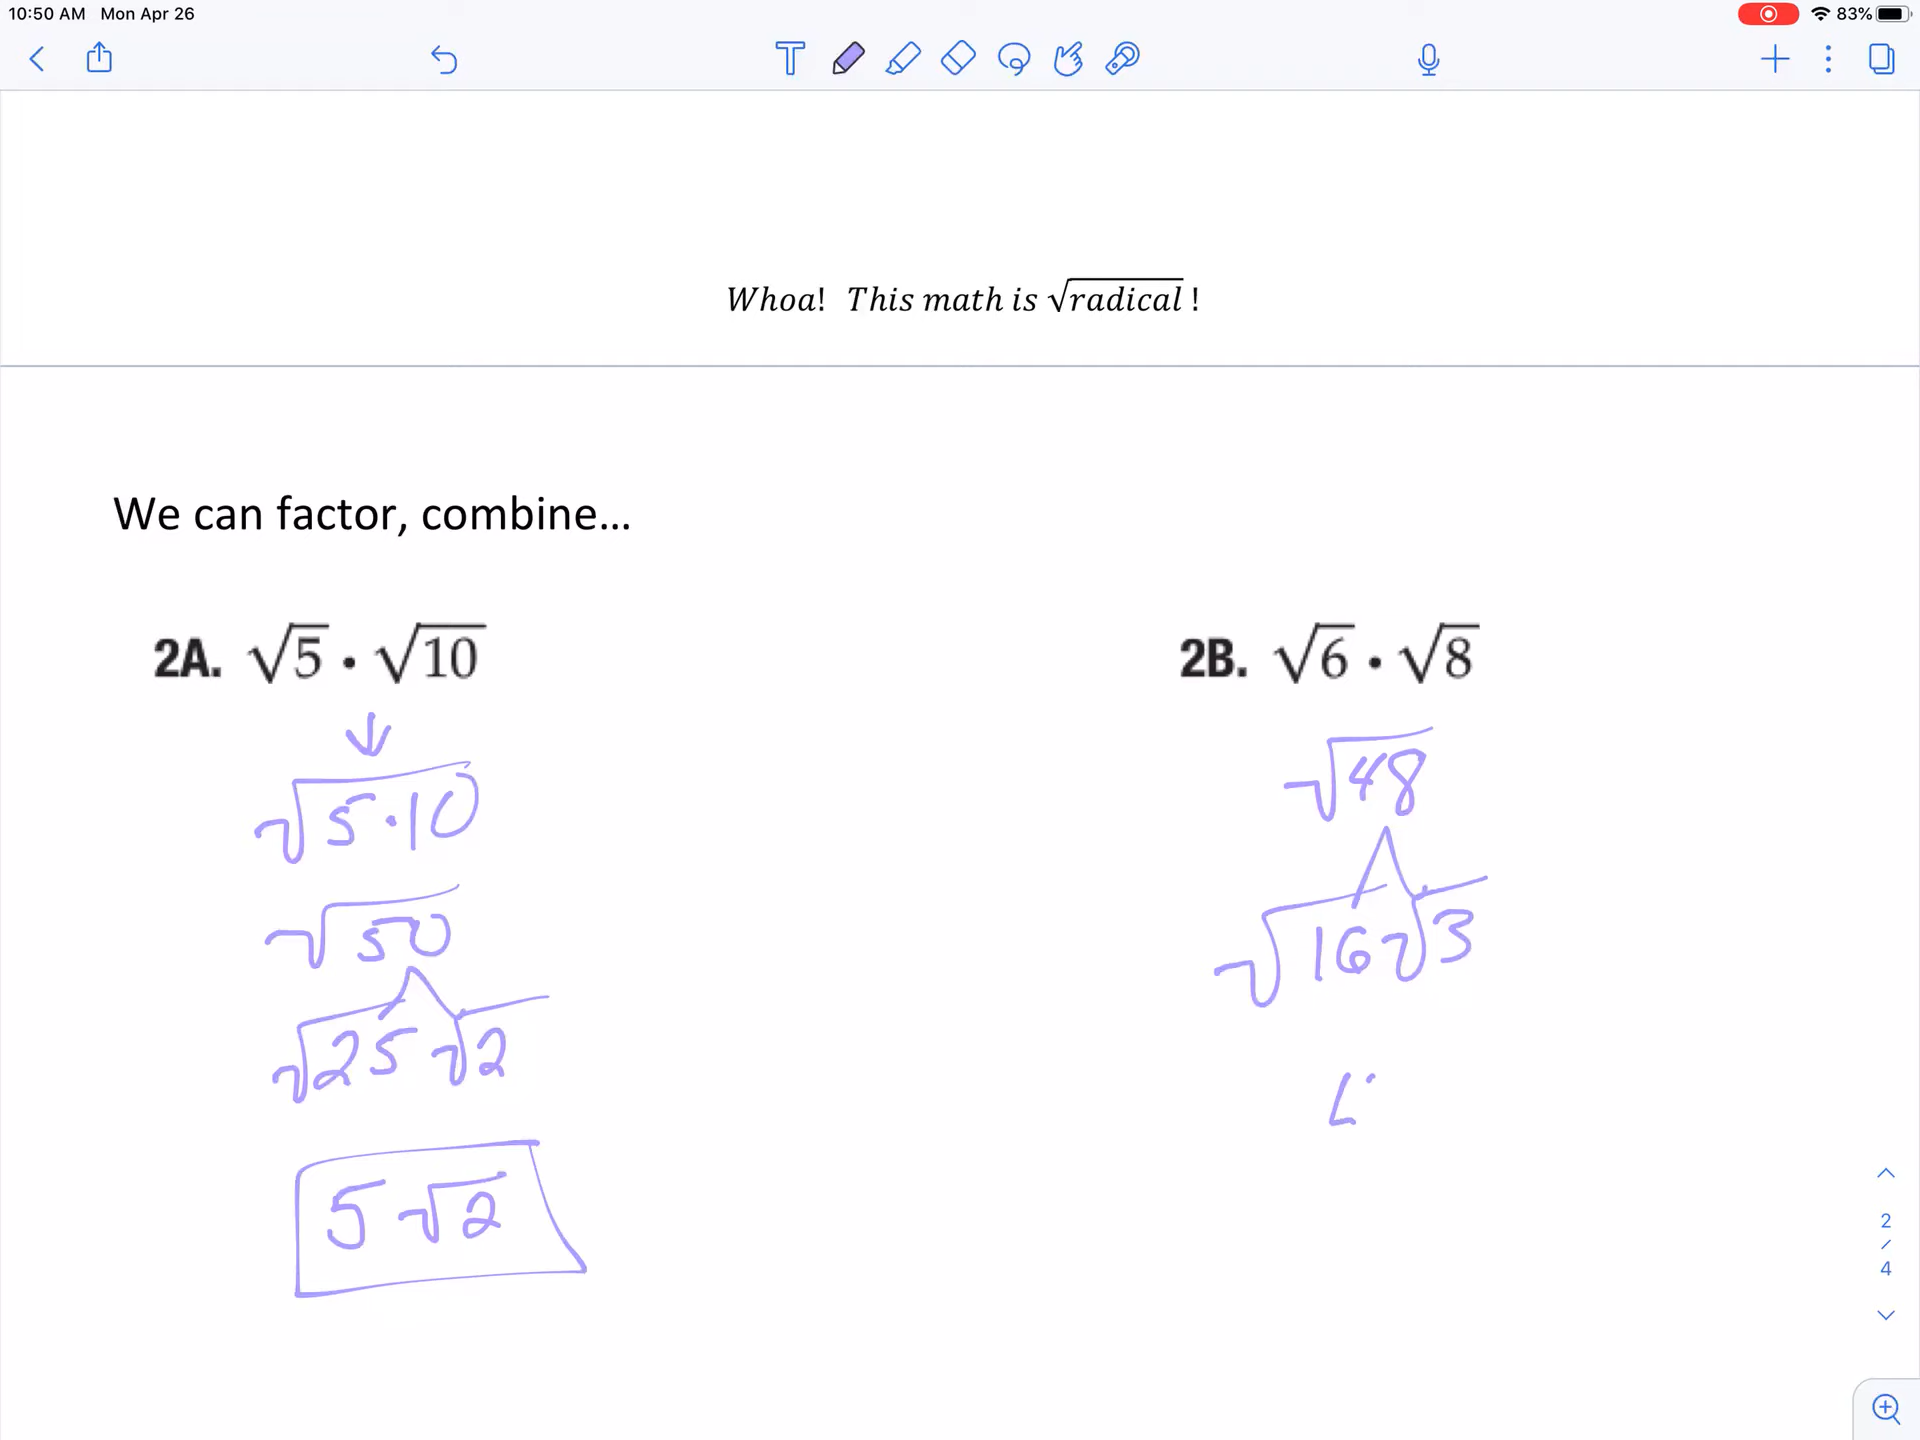 10:50 AM Mon Apr 26
83%
Whoa! This math is √radical !
We can factor, combine...
2A. √5 • √10
√5·10
√50
√25 √2
5√2
2B. √6 • √8
√48
√16 √3
2
/
4